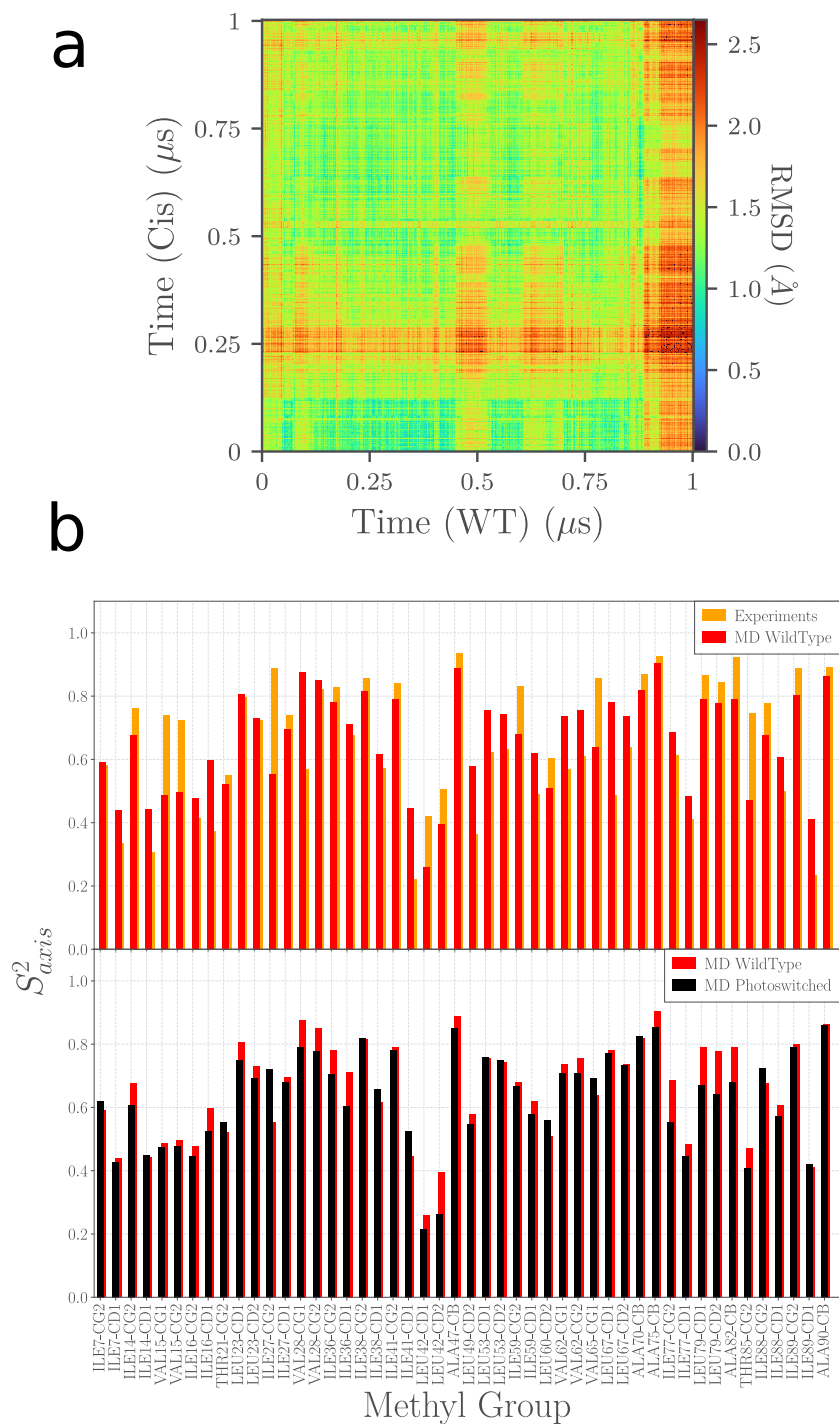 a
1
0.75
0.5
0.25
0
Time (Cis) (μs)
0
0.25
0.5
0.75
1
Time (WT) (μs)
2.5
2.0
1.5
1.0
0.5
0.0
RMSD (Å)
b
Experiments
MD WildType
1.0
0.8
0.6
0.4
0.2
0.0
S²axis
MD WildType
MD Photoswitched
1.0
0.8
0.6
0.4
0.2
0.0
ILE7-CG2
ILE7-CD1
ILE14-CG2
ILE14-CD1
VAL15-CG1
VAL15-CG2
ILE16-CG2
ILE16-CD1
THR21-CG2
LEU23-CD1
LEU23-CD2
ILE27-CG2
ILE27-CD1
VAL28-CG1
VAL28-CG2
ILE36-CG2
ILE36-CD1
ILE38-CG2
ILE38-CD1
ILE41-CG2
ILE41-CD1
LEU42-CD1
LEU42-CD2
ALA47-CB
LEU49-CD2
LEU53-CD1
LEU53-CD2
ILE59-CG2
ILE59-CD1
LEU60-CD2
VAL62-CG1
VAL62-CG2
VAL65-CG1
LEU67-CD1
LEU67-CD2
ALA70-CB
ALA75-CB
ILE77-CG2
ILE77-CD1
LEU79-CD1
LEU79-CD2
ALA82-CB
THR85-CG2
ILE88-CG2
ILE88-CD1
ILE89-CG2
ILE89-CD1
ALA90-CB
Methyl Group